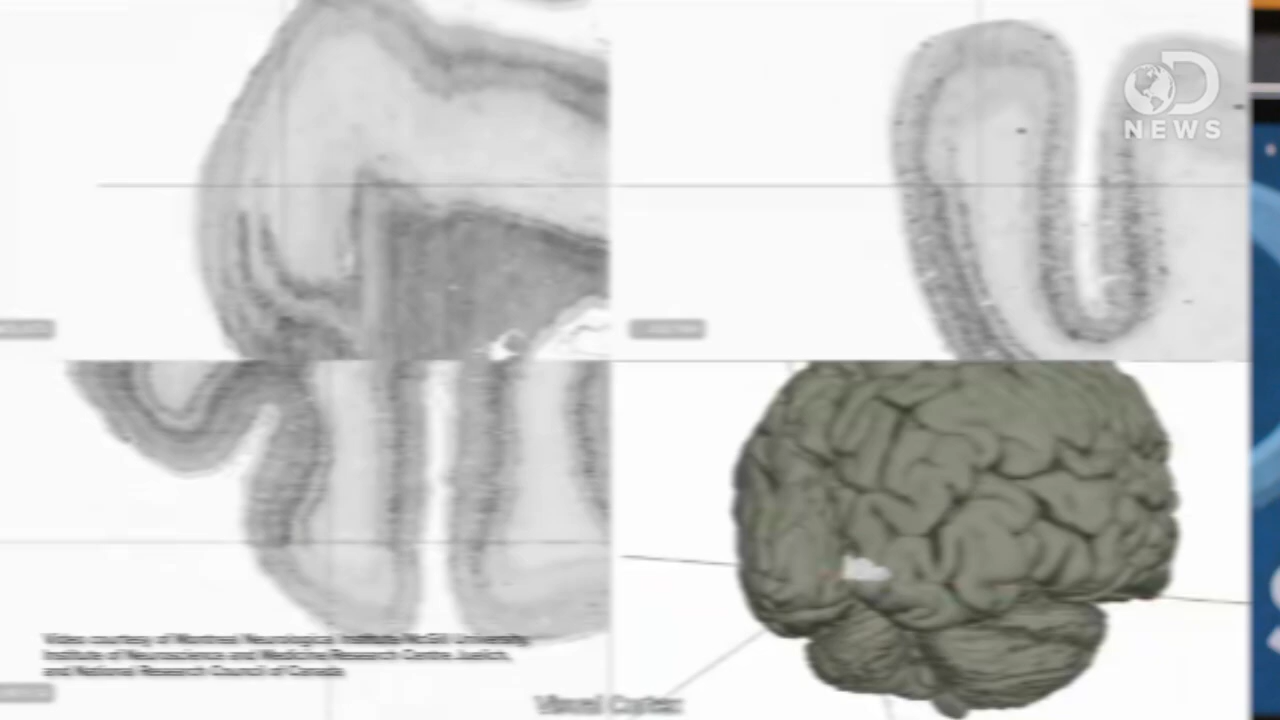 D
NEWS
Video courtesy of Montreal Neurological Institute McGill University,
Institute of Neuroscience and Medicine Research Centre Juelich,
and National Research Council of Canada
Visual Cortex